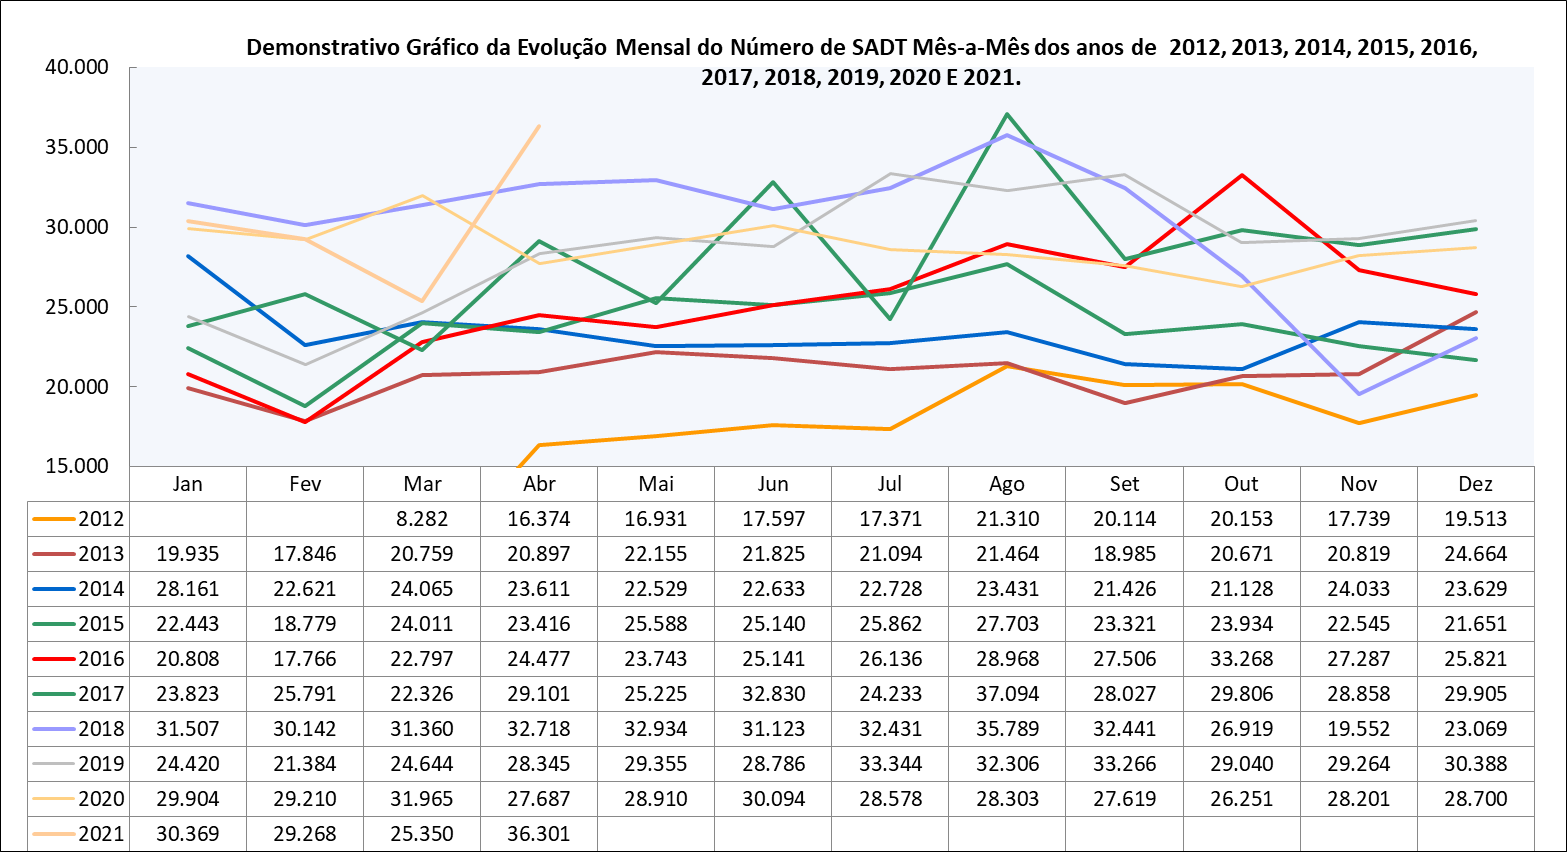 Demonstrativo Gráfico da Evolução Mensal do Número de SADT Mês-a-Mês dos anos de 2012, 2013, 2014, 2015, 2016,
2017, 2018, 2019, 2020 E 2021.
40.000
35.000
30.000
25.000
20.000
15.000
Jan Fev Mar Abr Mai Jun Jul Ago Set Out Nov Dez
2012 8.282 16.374 16.931 17.597 17.371 21.310 20.114 20.153 17.739 19.513
2013 19.935 17.846 20.759 20.897 22.155 21.825 21.094 21.464 18.985 20.671 20.819 24.664
2014 28.161 22.621 24.065 23.611 22.529 22.633 22.728 23.431 21.426 21.128 24.033 23.629
2015 22.443 18.779 24.011 23.416 25.588 25.140 25.862 27.703 23.321 23.934 22.545 21.651
2016 20.808 17.766 22.797 24.477 23.743 25.141 26.136 28.968 27.506 33.268 27.287 25.821
2017 23.823 25.791 22.326 29.101 25.225 32.830 24.233 37.094 28.027 29.806 28.858 29.905
2018 31.507 30.142 31.360 32.718 32.934 31.123 32.431 35.789 32.441 26.919 19.552 23.069
2019 24.420 21.384 24.644 28.345 29.355 28.786 33.344 32.306 33.266 29.040 29.264 30.388
2020 29.904 29.210 31.965 27.687 28.910 30.094 28.578 28.303 27.619 26.251 28.201 28.700
2021 30.369 29.268 25.350 36.301